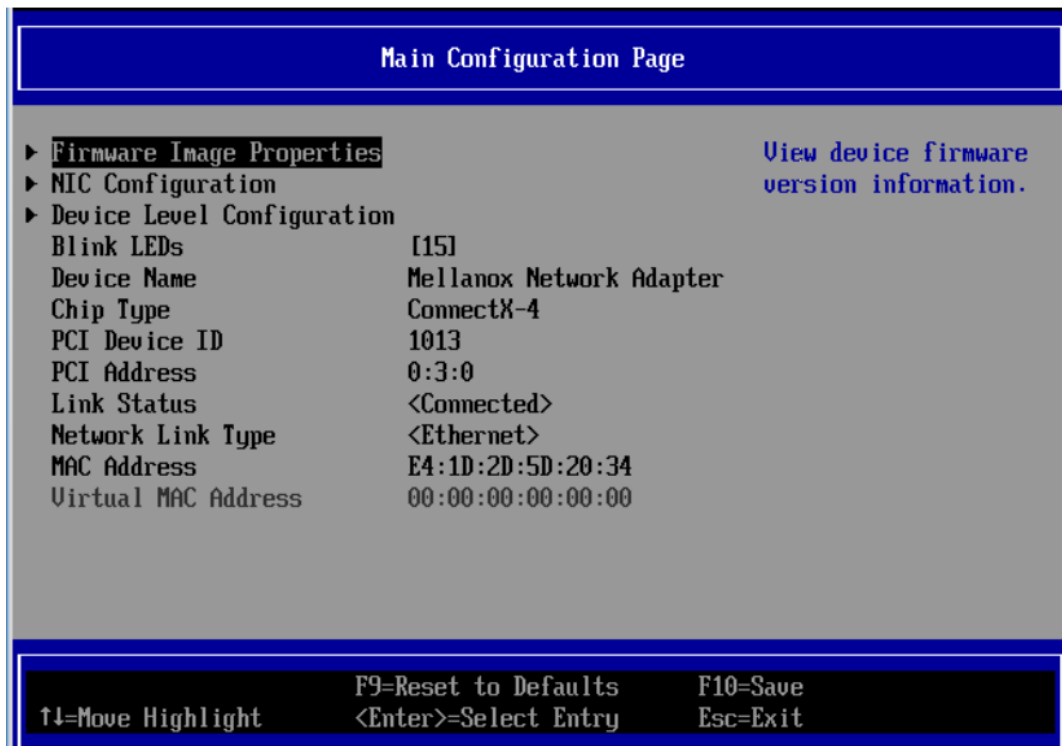 Main Configuration Page
Firmware Image Properties
View device firmware
NIC Configuration
version information.
Device Level Configuration
Blink LEDs [15]
Device Name Mellanox Network Adapter
Chip Type ConnectX-4
PCI Device ID 1013
PCI Address 0:3:0
Link Status <Connected>
Network Link Type <Ethernet>
MAC Address E4:1D:2D:5D:20:34
Virtual MAC Address 00:00:00:00:00:00
F9=Reset to Defaults F10=Save
↑↓=Move Highlight <Enter>=Select Entry Esc=Exit